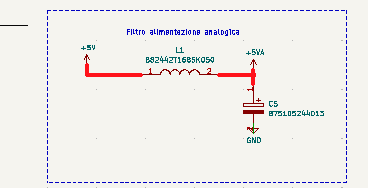 Filtro alimentazione analogica
+5V
L1
B82442T1685K050
+5VA
1
2
C5
875105244013
GND